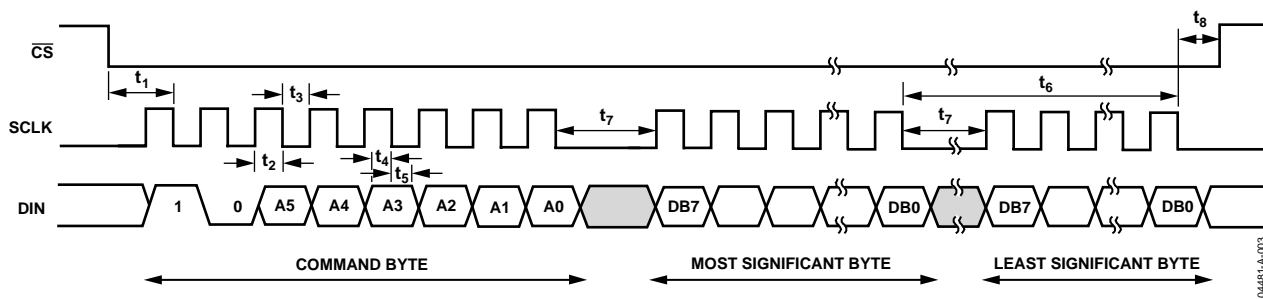 t8
CS
t1
t3
t6
SCLK
t7
t7
t2
t4
t5
DIN
1
0
A5
A4
A3
A2
A1
A0
DB7
DB0
DB7
DB0
COMMAND BYTE
MOST SIGNIFICANT BYTE
LEAST SIGNIFICANT BYTE
04481-A-003